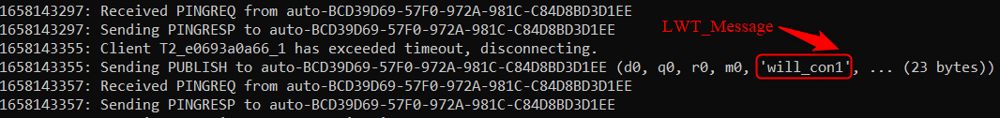 1658143297: Received PINGREQ from auto-BCD39D69-57F0-972A-981C-C84D8BD3D1EE
1658143297: Sending PINGRESP to auto-BCD39D69-57F0-972A-981C-C84D8BD3D1EE
LWT_Message
1658143355: Client T2_e0693a0a66_1 has exceeded timeout, disconnecting.
1658143355: Sending PUBLISH to auto-BCD39D69-57F0-972A-981C-C84D8BD3D1EE (d0, q0, r0, m0, 'will_con1', ... (23 bytes))
1658143357: Received PINGREQ from auto-BCD39D69-57F0-972A-981C-C84D8BD3D1EE
1658143357: Sending PINGRESP to auto-BCD39D69-57F0-972A-981C-C84D8BD3D1EE